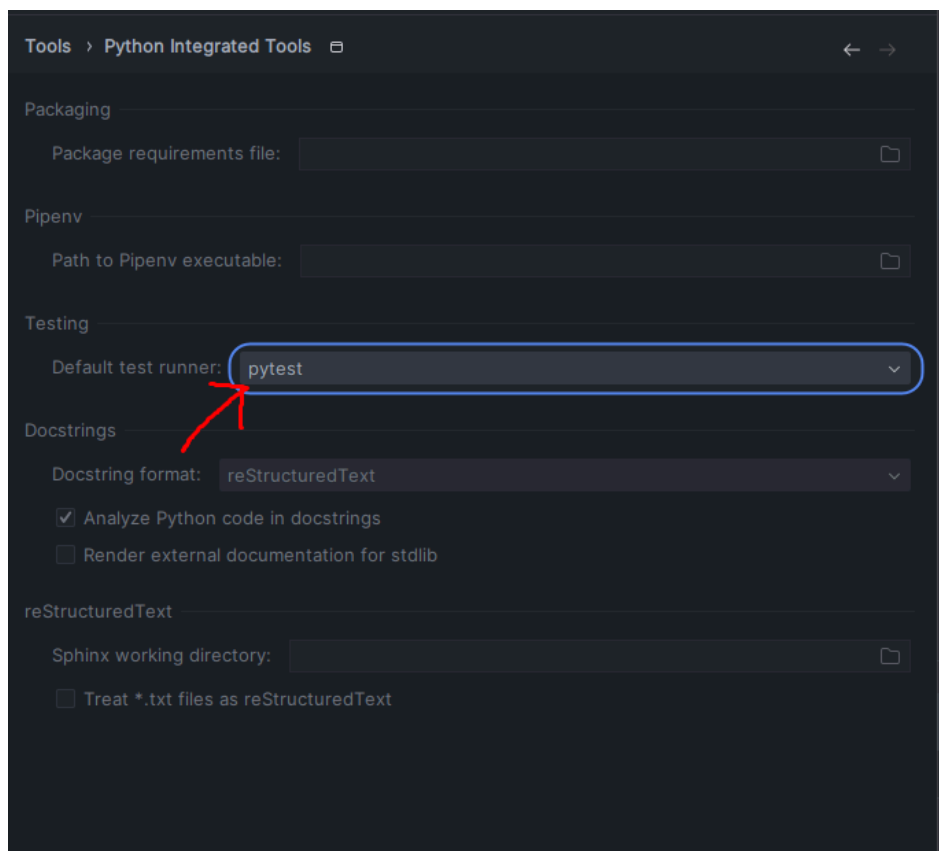 Tools › Python Integrated Tools
Packaging
Package requirements file:
Pipenv
Path to Pipenv executable:
Testing
Default test runner: pytest
Docstrings
Docstring format: reStructuredText
Analyze Python code in docstrings
Render external documentation for stdlib
reStructuredText
Sphinx working directory:
Treat *.txt files as reStructuredText